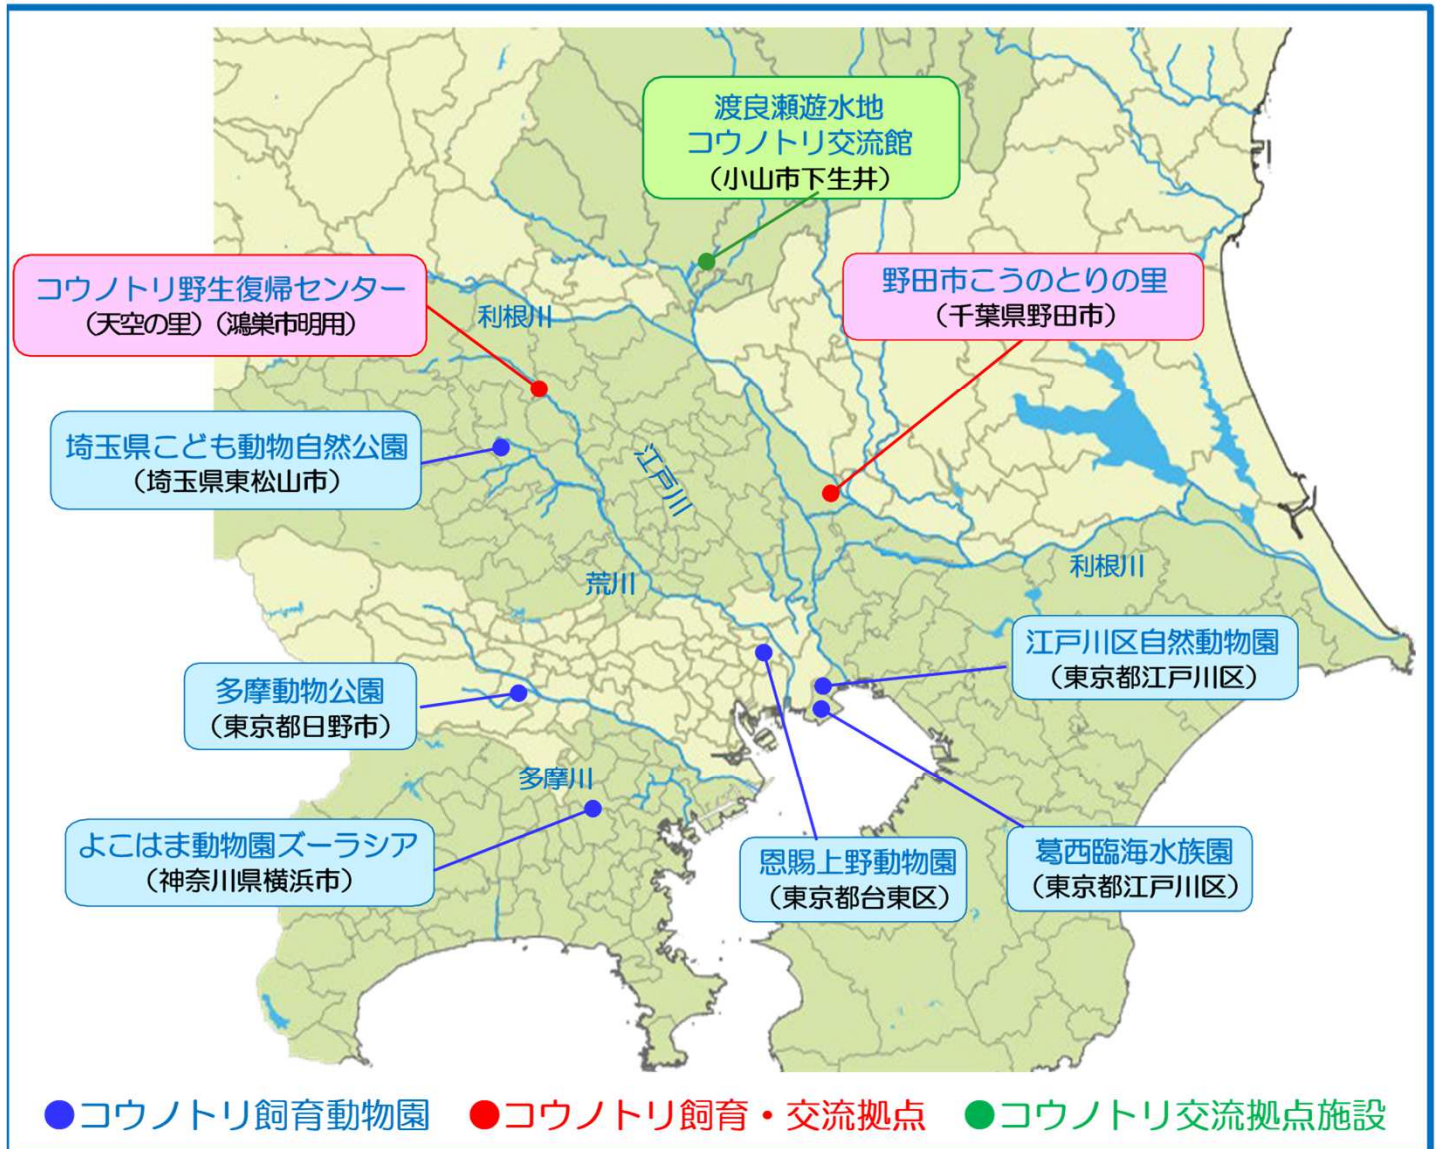 渡良瀬遊水地
コウノトリ交流館
（小山市下生井）
コウノトリ野生復帰センター
（天空の里）（鴻巣市明用）
野田市こうのとりの里
（千葉県野田市）
利根川
埼玉県こども動物自然公園
（埼玉県東松山市）
江戸川
荒川
利根川
江戸川区自然動物園
（東京都江戸川区）
多摩動物公園
（東京都日野市）
多摩川
よこはま動物園ズーラシア
（神奈川県横浜市）
恩賜上野動物園
（東京都台東区）
葛西臨海水族園
（東京都江戸川区）
●コウノトリ飼育動物園 ●コウノトリ飼育・交流拠点 ●コウノトリ交流拠点施設